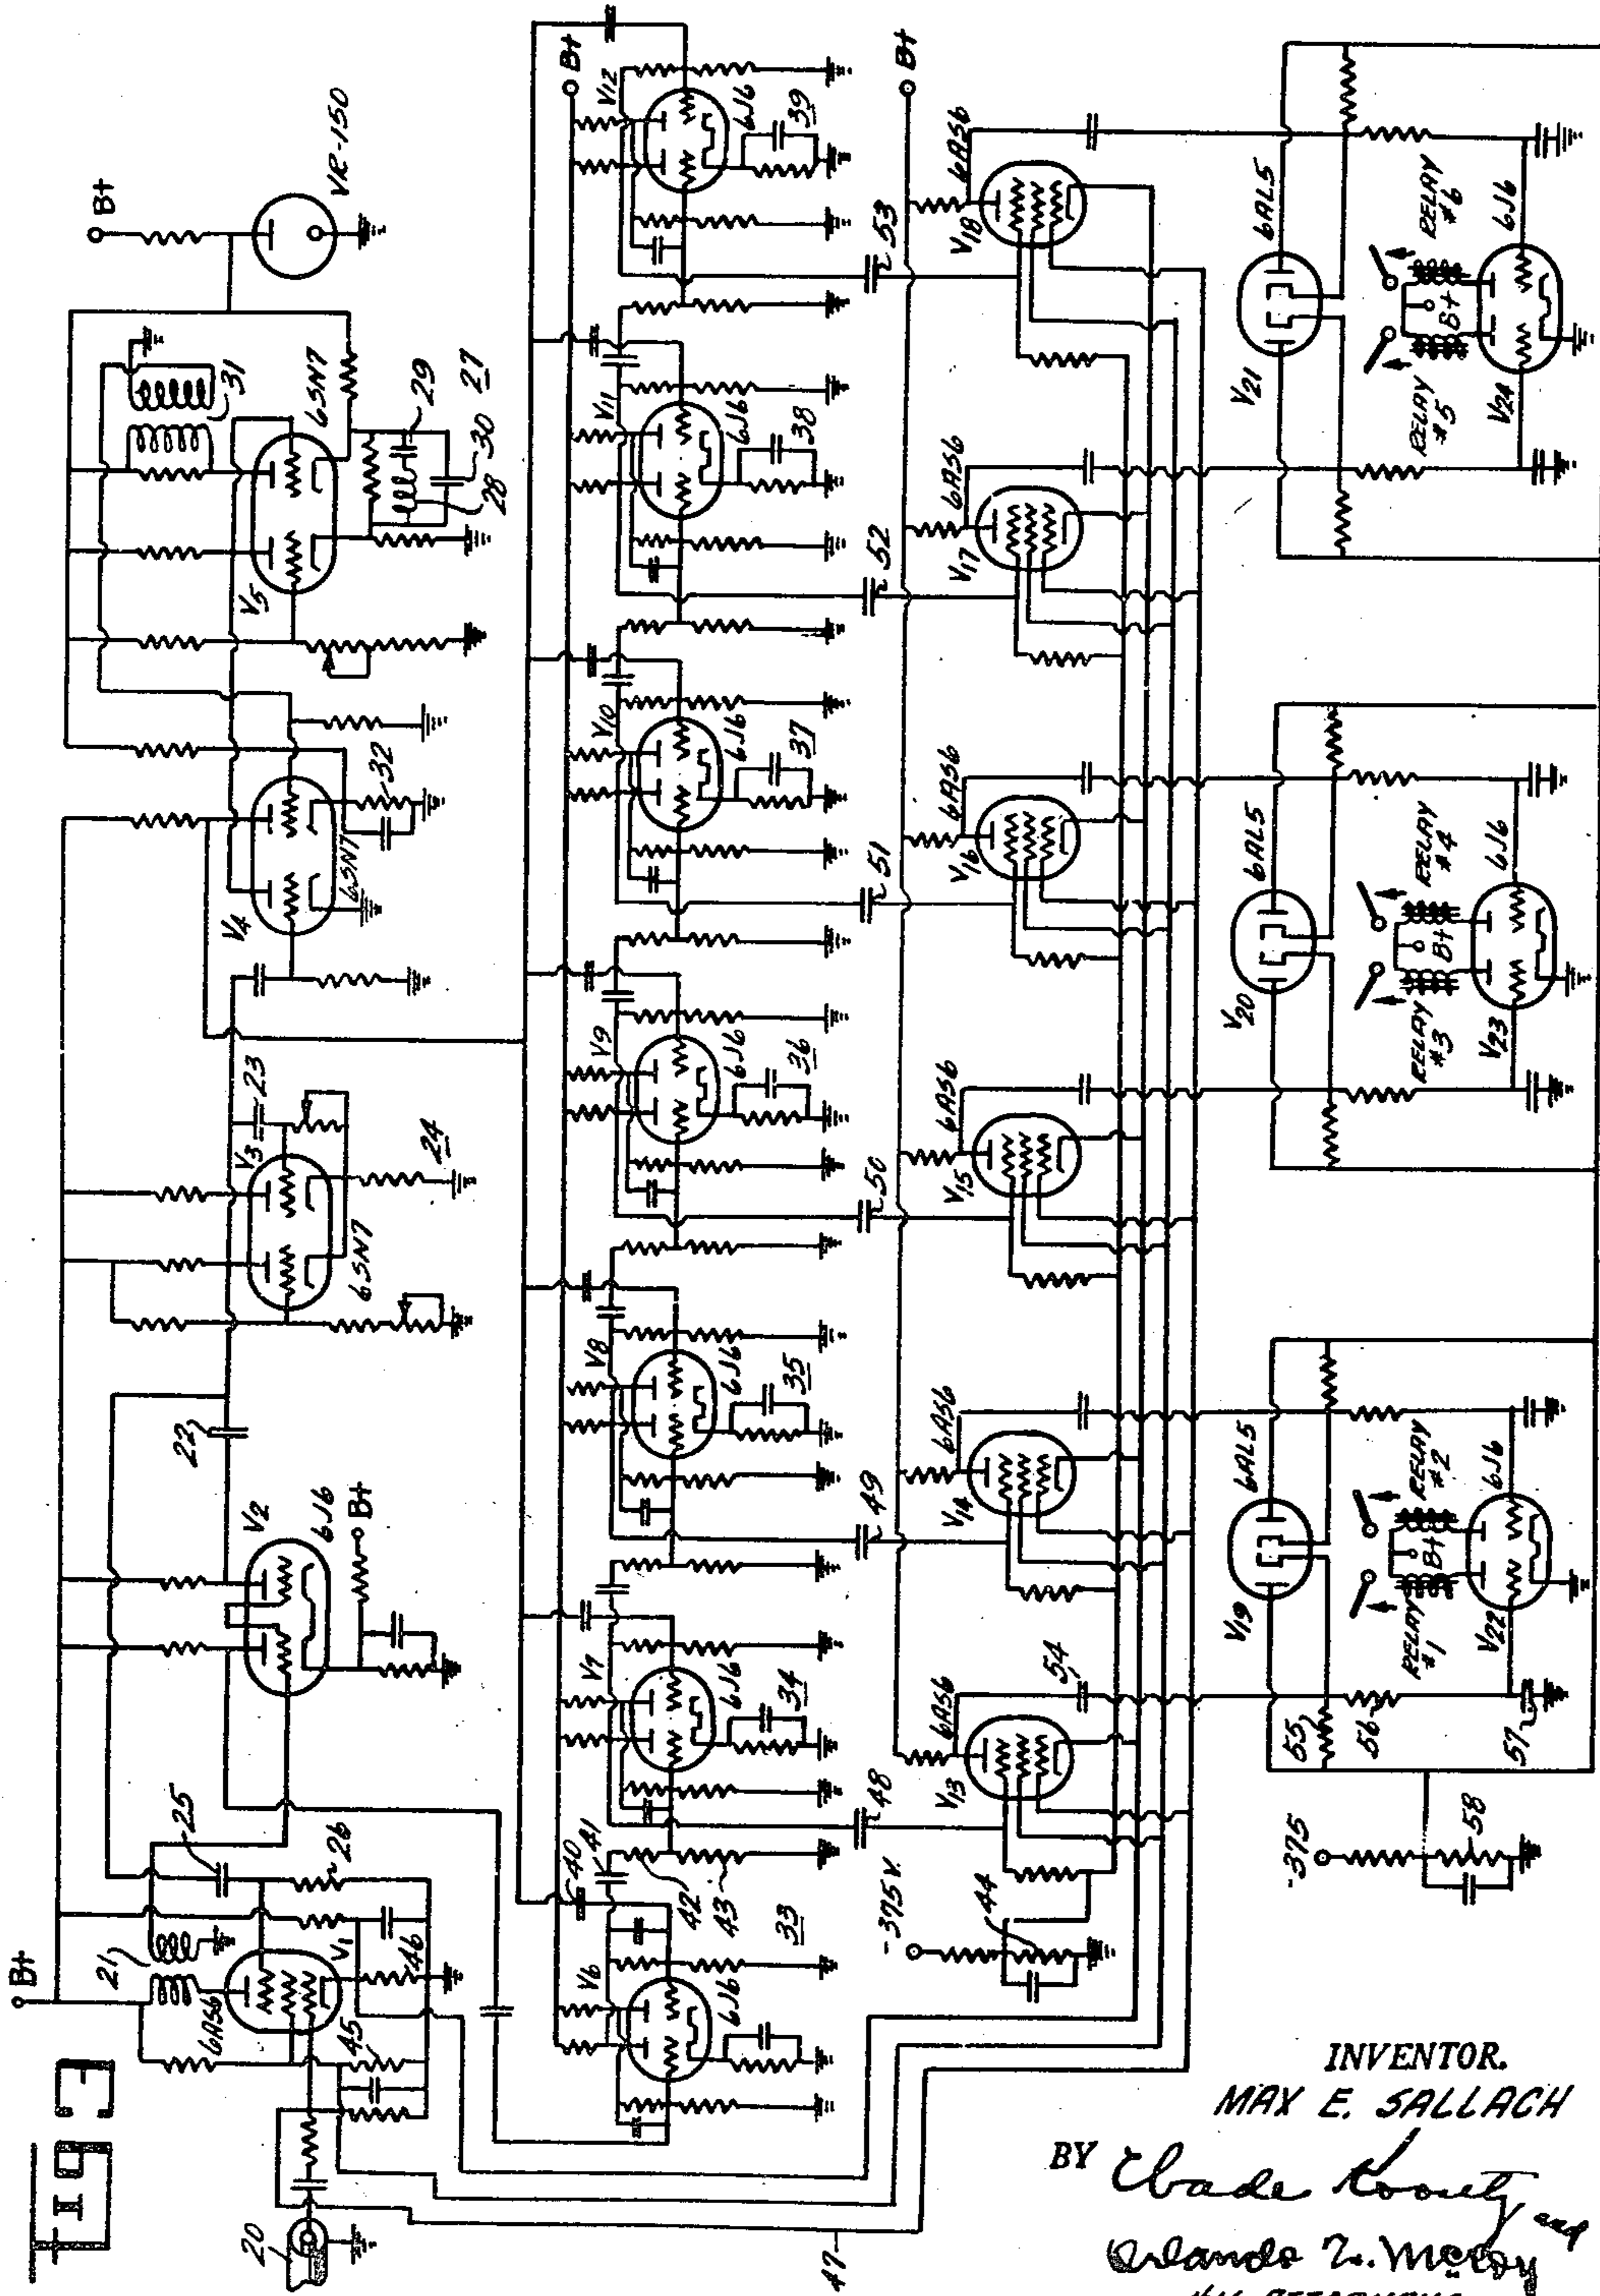 FIG 3
B+
21
6AS6
V1
25
26
45
46
20
47
V2
6J6
B+
22
V3
6SN7
23
24
V4
6SN7
32
V5
6SN7
31
29
27
30
28
B+
VR-150
V6
6J6
33
40
41
42
43
V7
6J6
34
V8
6J6
35
V9
6J6
36
V10
6J6
37
V11
6J6
38
V12
6J6
39
B+
-375 V.
44
48
49
50
51
52
53
B+
V13
6AS6
54
V14
6AS6
V15
6AS6
V16
6AS6
V17
6AS6
V18
6AS6
-375
58
55
56
57
V19
6AL5
RELAY #1
B+
RELAY #2
V22
6J6
V20
6AL5
RELAY #3
B+
RELAY #4
V23
6J6
V21
6AL5
RELAY #5
B+
RELAY #6
V24
6J6
INVENTOR.
MAX E. SALLACH
BY Wade Koontz
and